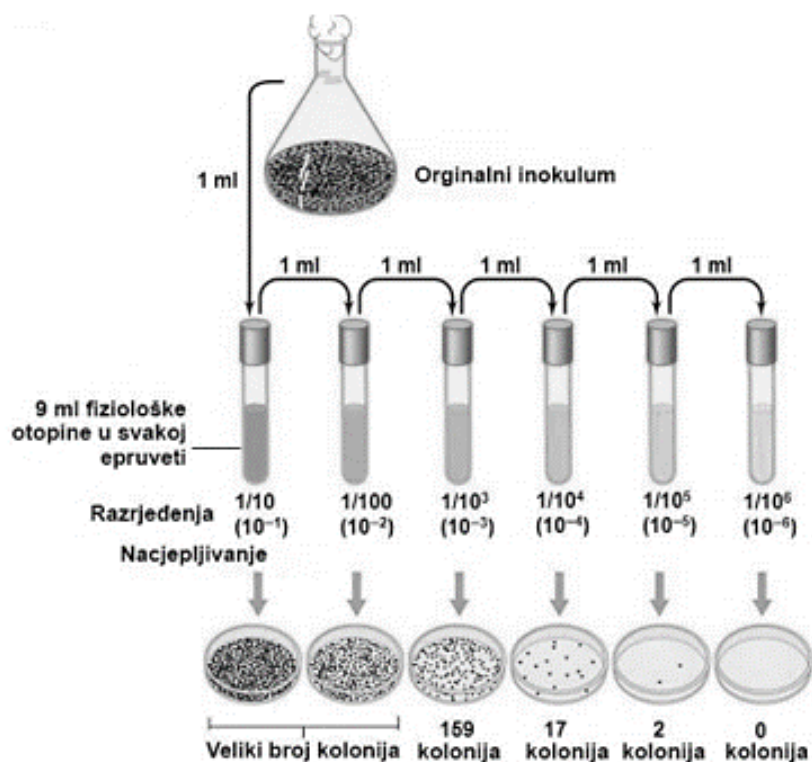 1 ml
Orginalni inokulum
1 ml 1 ml 1 ml 1 ml 1 ml
9 ml fiziološke
otopine u svakoj
epruveti
Razrjeđenja
1/10 1/100 1/10³ 1/10⁴ 1/10⁵ 1/10⁶
(10⁻¹) (10⁻²) (10⁻³) (10⁻⁴) (10⁻⁵) (10⁻⁶)
Nacjepljivanje
159 17 2 0
Veliki broj kolonija kolonija kolonija kolonija kolonija